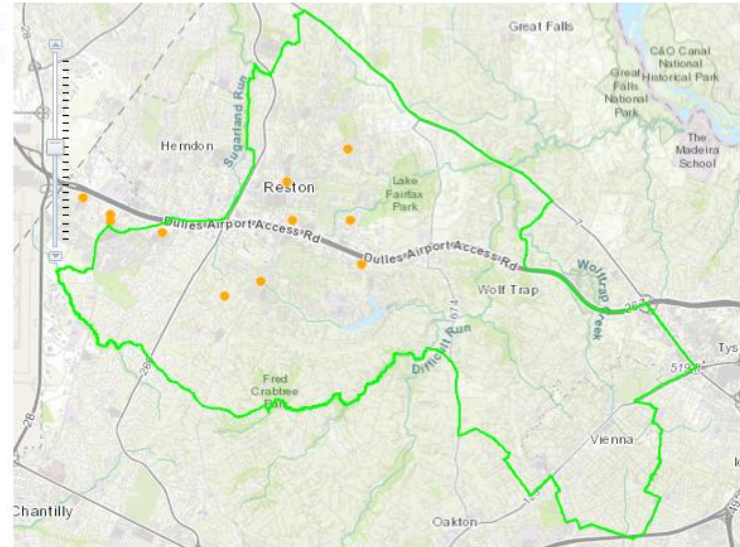 Great Falls
C&O Canal
National
Historical Park
Great
Falls
National
Park
The
Madeira
School
Sugarland Run
Herndon
Reston
Lake
Fairfax
Park
Dulles Airport Access Rd
Dulles Airport Access Rd
7
Wolf Trap
Wolftrap Creek
267
674
Difficult Run
286
Fred
Crabtree
Park
28
Tys
Vienna
Chantilly
Oakton